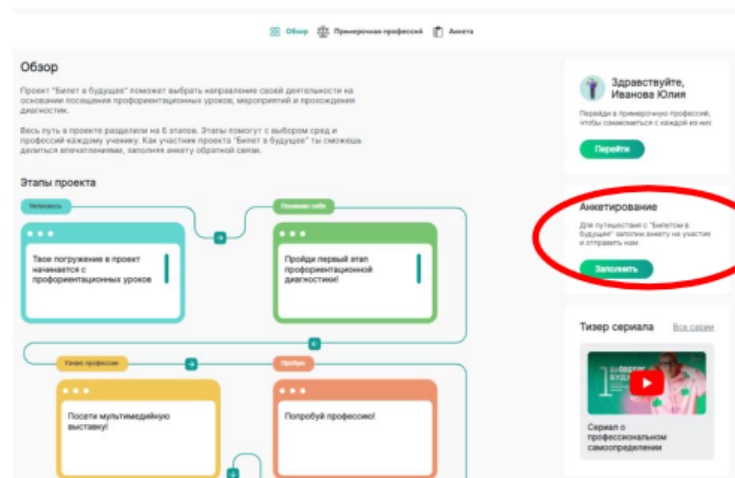 Обзор Примерочная профессий Анкета
Обзор
Проект "Билет в будущее" поможет выбрать направление своей деятельности на
основании посещения профориентационных уроков, мероприятий и прохождения
диагностик.
Весь путь в проекте разделили на 6 этапов. Этапы помогут с выбором сред и
профессий каждому ученику. Как участник проекта "Билет в будущее" ты сможешь
делиться впечатлениями, заполняя анкету обратной связи.
Этапы проекта
Увлекаюсь
Понимаю себя
Твое погружение в проект
начинается с
профориентационных уроков
Пройди первый этап
профориентационной
диагностики!
Узнаю профессии
Пробую
Посети мультимедийную
выставку!
Попробуй профессию!
Здравствуйте,
Иванова Юлия
Перейди в примерочную профессий,
чтобы ознакомиться с каждой из них
Перейти
Анкетирование
Для путешествия с "Билетом в
будущее" заполни анкету на участие
и отправить нам
Заполнить
Тизер сериала Все серии
Сериал о
профессиональном
самоопределении